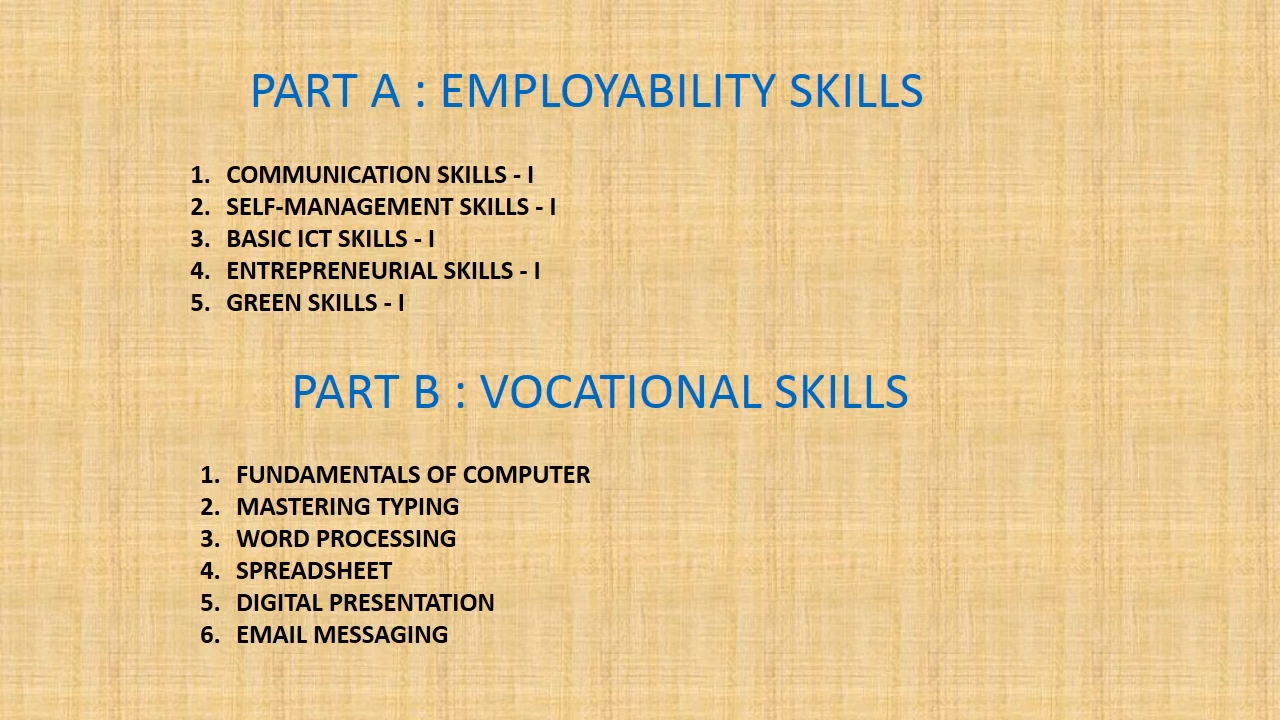 PART A : EMPLOYABILITY SKILLS
1. COMMUNICATION SKILLS - I
2. SELF-MANAGEMENT SKILLS - I
3. BASIC ICT SKILLS - I
4. ENTREPRENEURIAL SKILLS - I
5. GREEN SKILLS - I
PART B : VOCATIONAL SKILLS
1. FUNDAMENTALS OF COMPUTER
2. MASTERING TYPING
3. WORD PROCESSING
4. SPREADSHEET
5. DIGITAL PRESENTATION
6. EMAIL MESSAGING